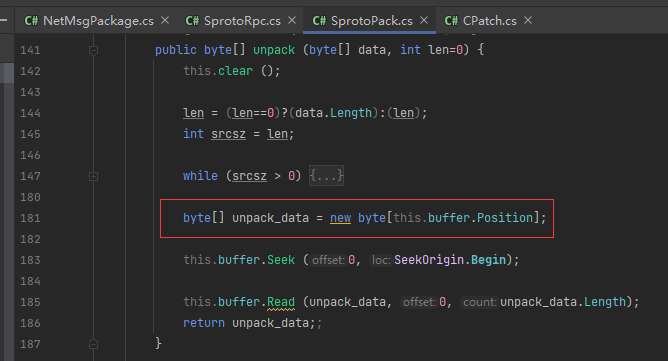 NetMsgPackage.cs SprotoRpc.cs SprotoPack.cs CPatch.cs
141 public byte[] unpack (byte[] data, int len=0) {
142 this.clear ();
143
144 len = (len==0)?(data.Length):(len);
145 int srcsz = len;
146
147 while (srcsz > 0) {...}
180
181 byte[] unpack_data = new byte[this.buffer.Position];
182
183 this.buffer.Seek (offset:0, loc:SeekOrigin.Begin);
184
185 this.buffer.Read (unpack_data, offset:0, count:unpack_data.Length);
186 return unpack_data;;
187 }